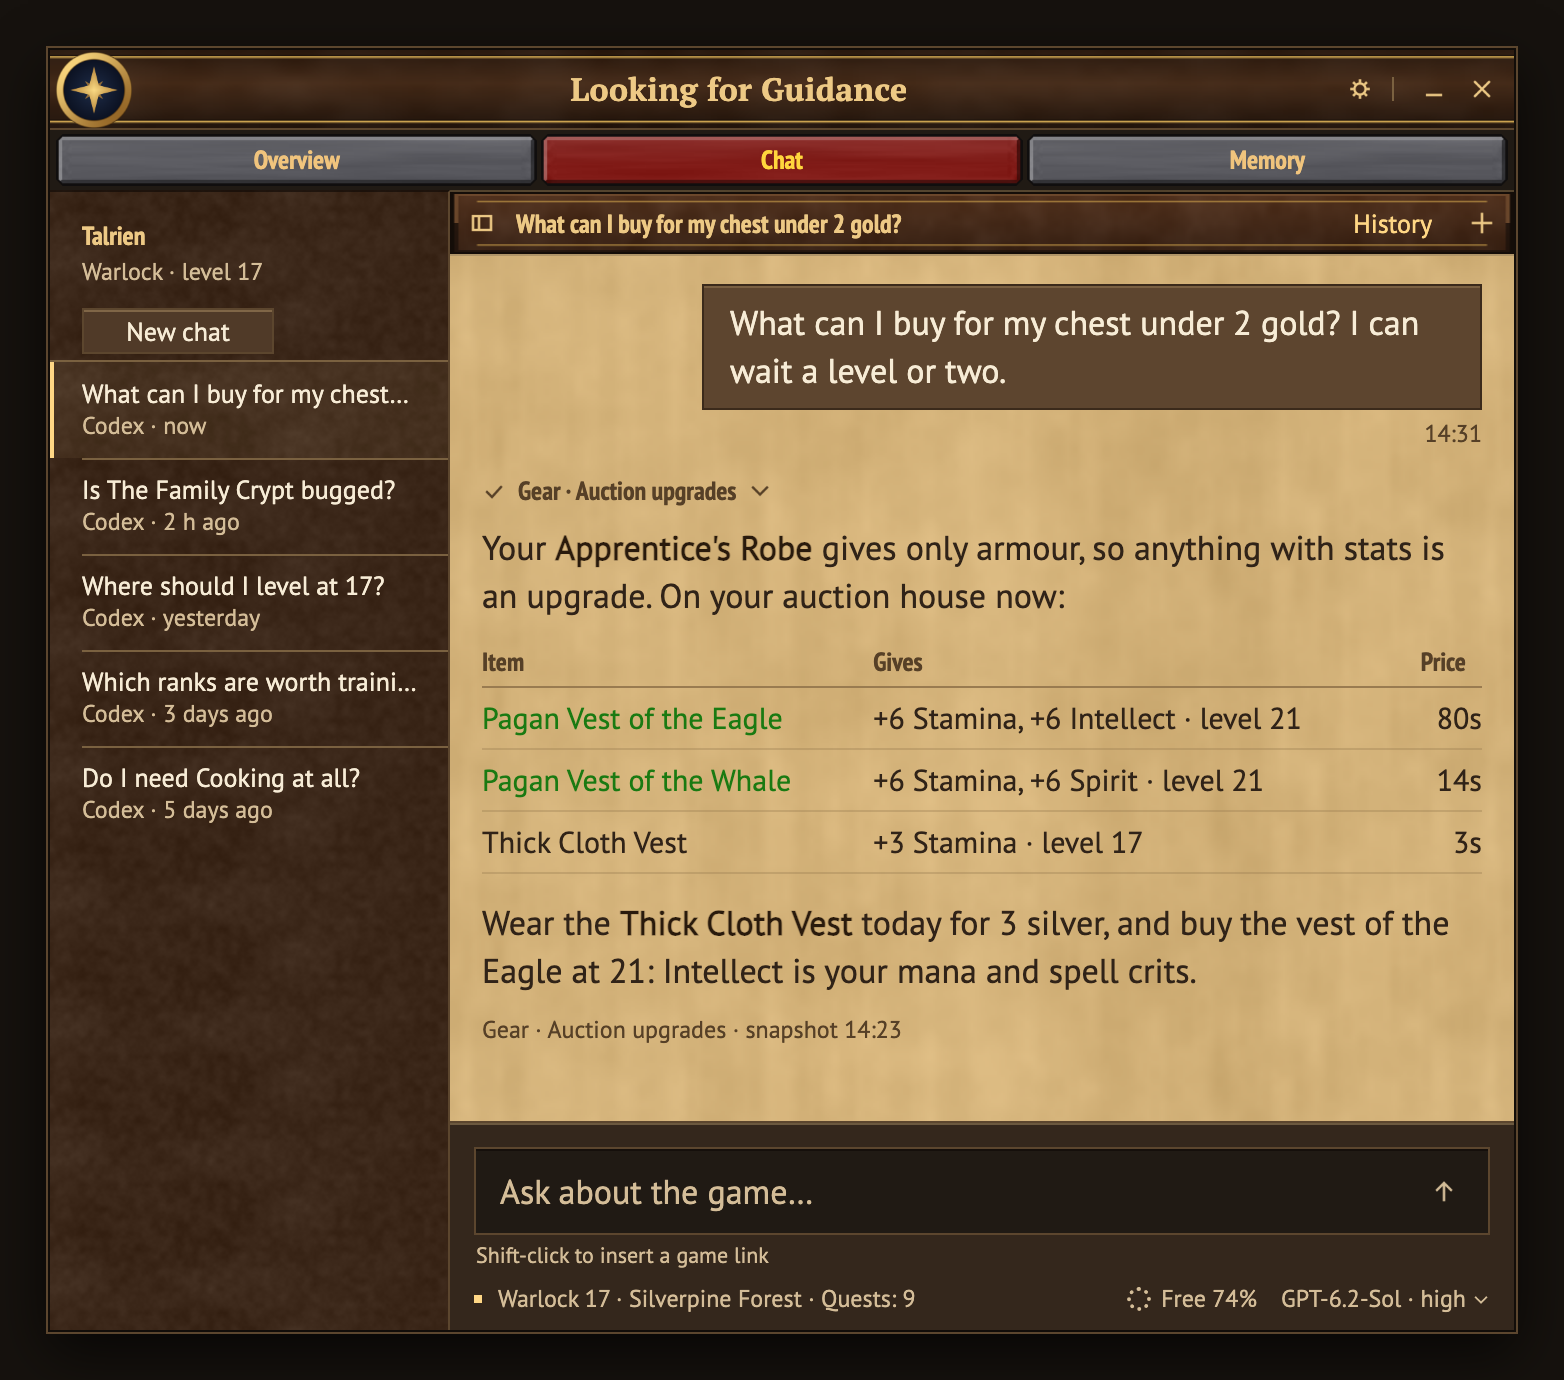 Looking for Guidance
Overview
Chat
Memory
Talrien
Warlock · level 17
New chat
What can I buy for my chest...
Codex · now
Is The Family Crypt bugged?
Codex · 2 h ago
Where should I level at 17?
Codex · yesterday
Which ranks are worth traini...
Codex · 3 days ago
Do I need Cooking at all?
Codex · 5 days ago
What can I buy for my chest under 2 gold?
History
What can I buy for my chest under 2 gold? I can
wait a level or two.
14:31
Gear · Auction upgrades
Your Apprentice's Robe gives only armour, so anything with stats is
an upgrade. On your auction house now:
Item Gives Price
Pagan Vest of the Eagle +6 Stamina, +6 Intellect · level 21 80s
Pagan Vest of the Whale +6 Stamina, +6 Spirit · level 21 14s
Thick Cloth Vest +3 Stamina · level 17 3s
Wear the Thick Cloth Vest today for 3 silver, and buy the vest of the
Eagle at 21: Intellect is your mana and spell crits.
Gear · Auction upgrades · snapshot 14:23
Ask about the game...
Shift-click to insert a game link
Warlock 17 · Silverpine Forest · Quests: 9
Free 74% GPT-6.2-Sol · high